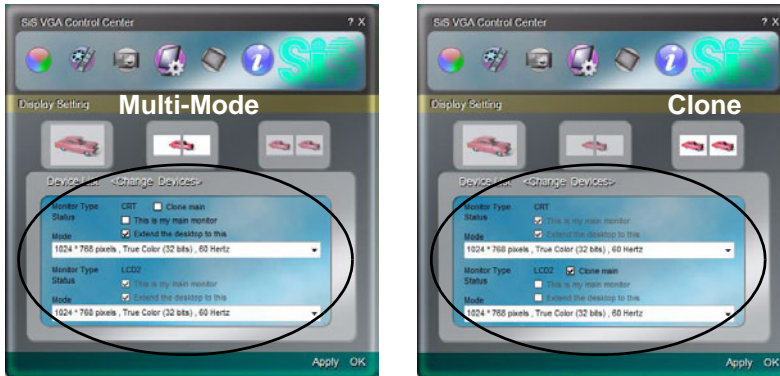 SiS VGA Control Center ? X
SiS
Display Setting Multi-Mode
Device List <Change Devices>
Monitor Type CRT Clone main
Status This is my main monitor
Extend the desktop to this
Mode
1024 * 768 pixels , True Color (32 bits) , 60 Hertz
Monitor Type LCD2
Status This is my main monitor
Extend the desktop to this
Mode
1024 * 768 pixels , True Color (32 bits) , 60 Hertz
Apply OK
SiS VGA Control Center ? X
SiS
Display Setting Clone
Device List <Change Devices>
Monitor Type CRT
Status This is my main monitor
Extend the desktop to this
Mode
1024 * 768 pixels , True Color (32 bits) , 60 Hertz
Monitor Type LCD2 Clone main
Status This is my main monitor
Extend the desktop to this
Mode
1024 * 768 pixels , True Color (32 bits) , 60 Hertz
Apply OK